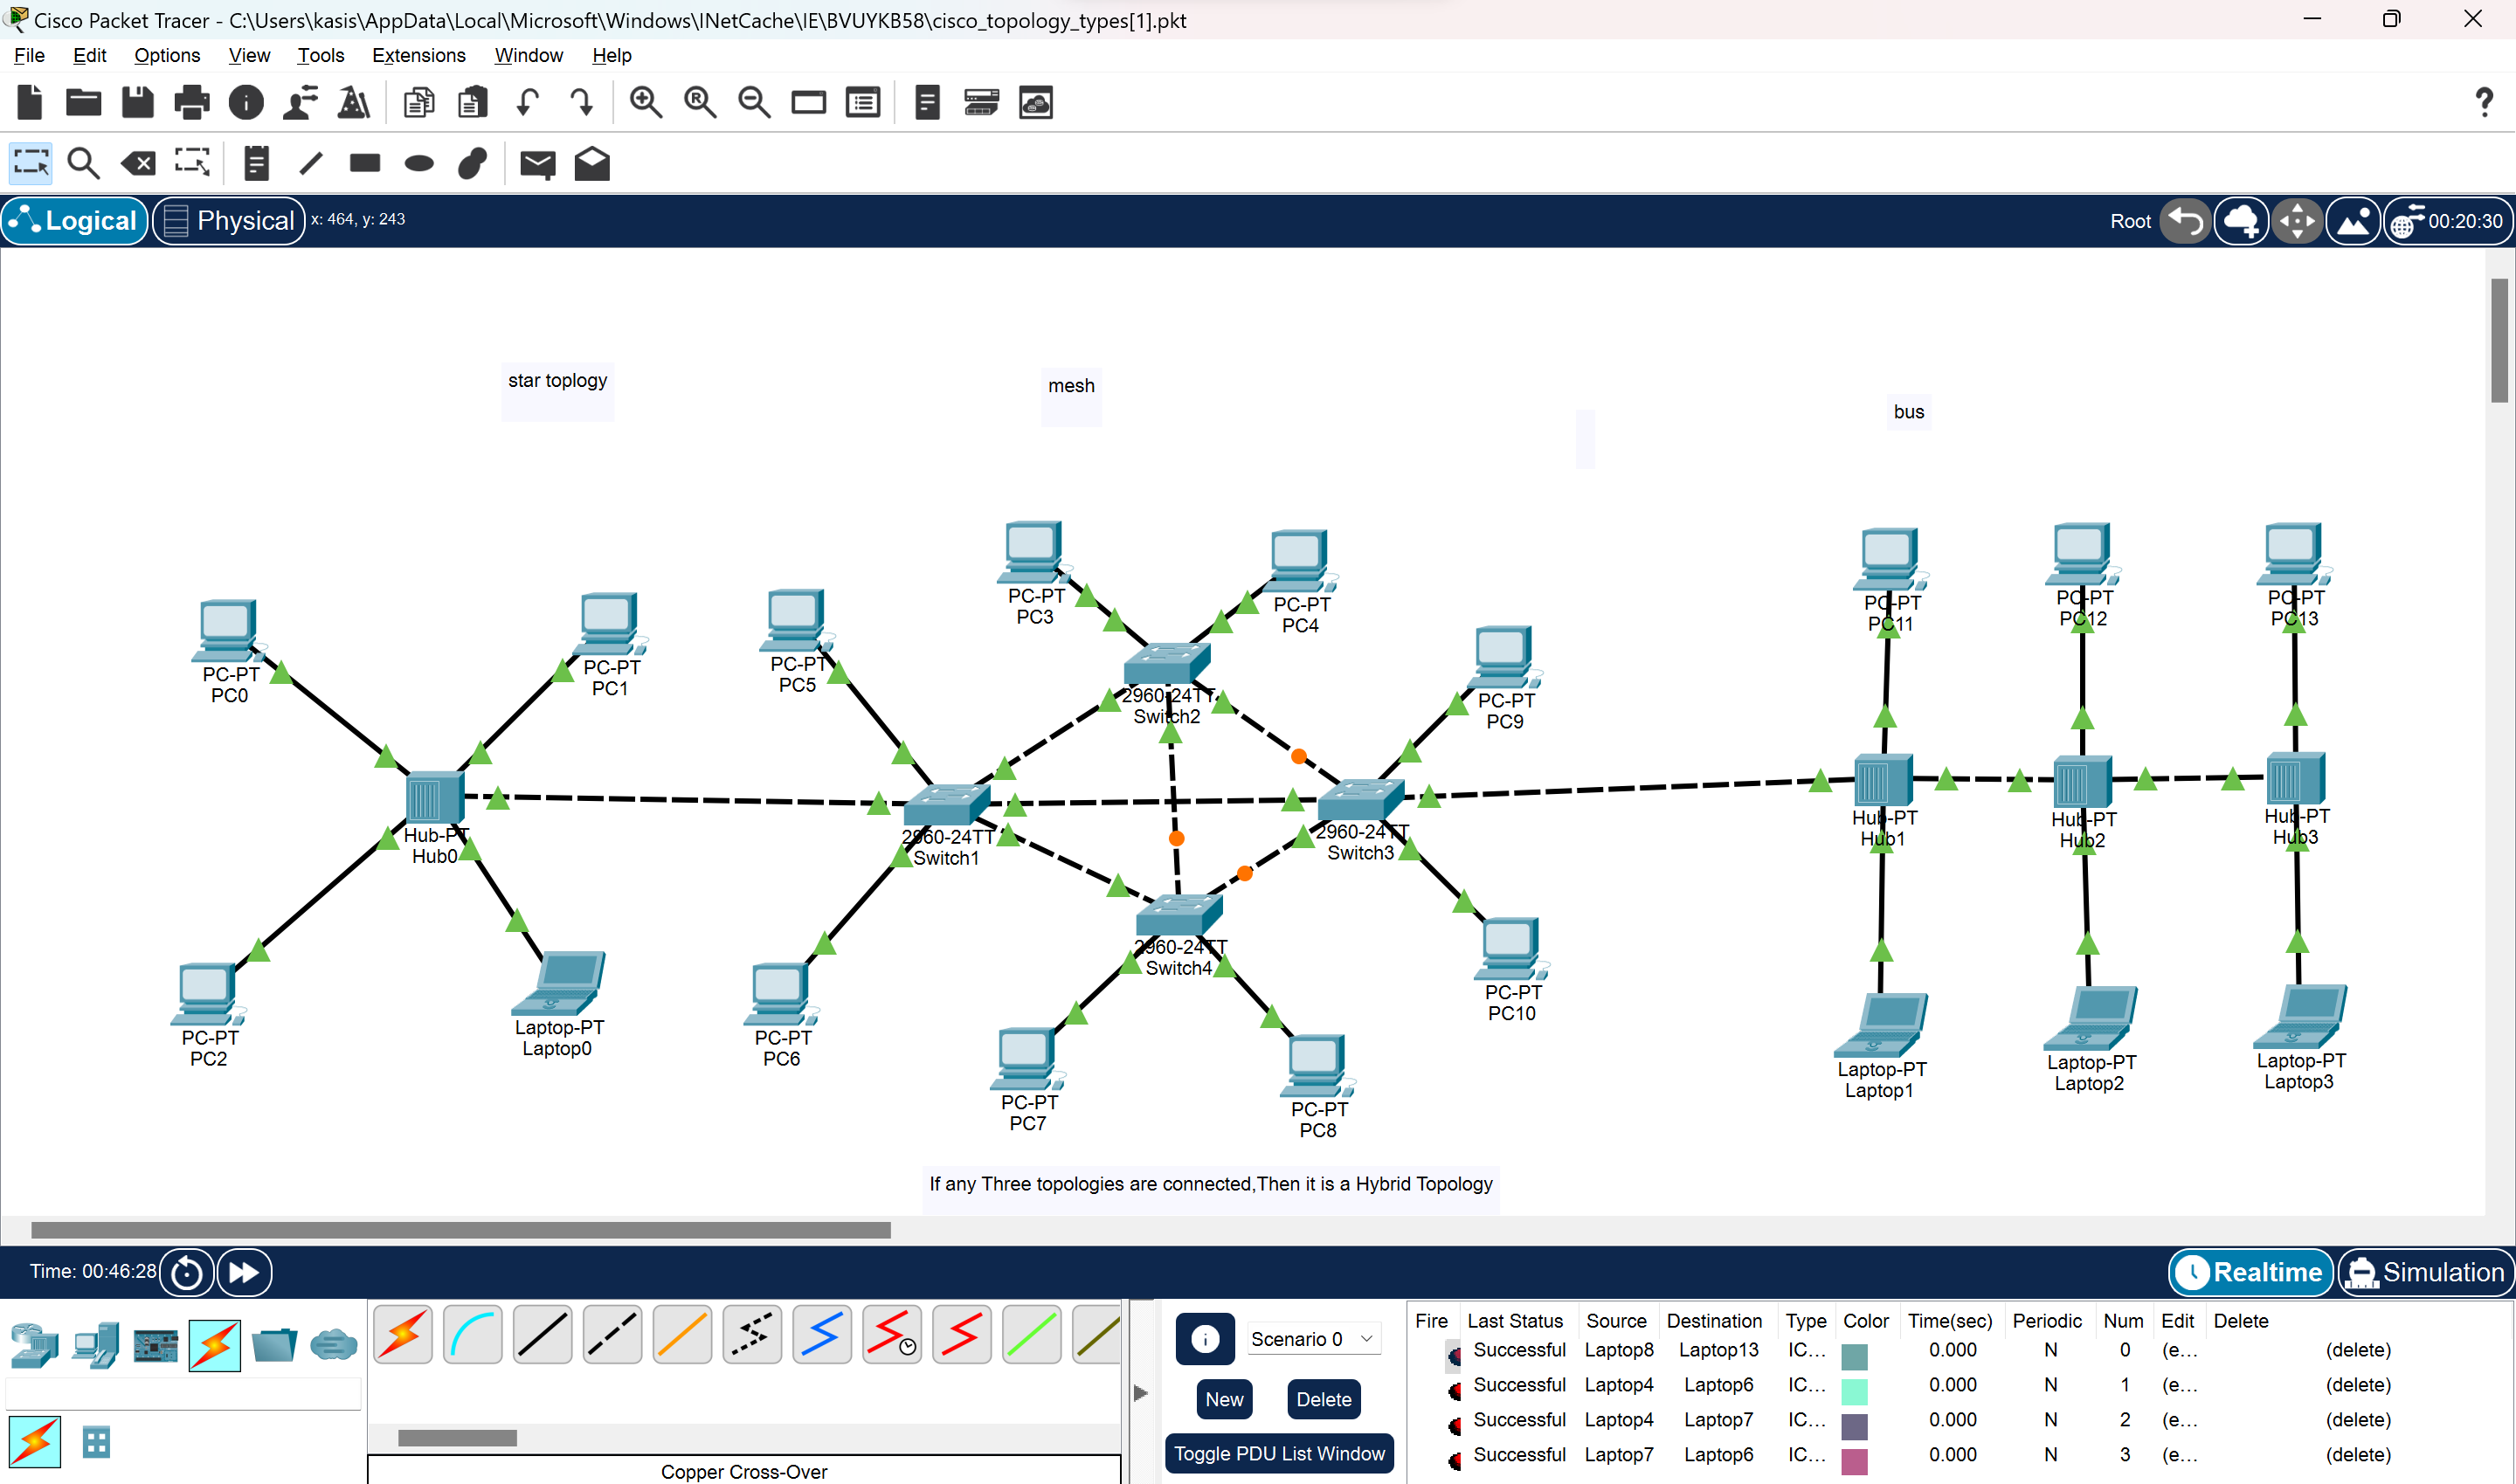 Cisco Packet Tracer - C:\Users\kasis\AppData\Local\Microsoft\Windows\INetCache\IE\BVUYKB58\cisco_topology_types[1].pkt
File Edit Options View Tools Extensions Window Help
Logical Physical x: 464, y: 243 Root 00:20:30
star toplogy
mesh
bus
PC-PT
PC3
PC-PT
PC4
PC-PT
PC11
PC-PT
PC12
PC-PT
PC13
PC-PT
PC0
PC-PT
PC1
PC-PT
PC5
2960-24TT
Switch2
PC-PT
PC9
Hub-PT
Hub0
2960-24TT
Switch1
2960-24TT
Switch3
Hub-PT
Hub1
Hub-PT
Hub2
Hub-PT
Hub3
2960-24TT
Switch4
PC-PT
PC2
Laptop-PT
Laptop0
PC-PT
PC6
PC-PT
PC10
PC-PT
PC7
PC-PT
PC8
Laptop-PT
Laptop1
Laptop-PT
Laptop2
Laptop-PT
Laptop3
If any Three topologies are connected,Then it is a Hybrid Topology
Time: 00:46:28 Realtime Simulation
Scenario 0
New Delete
Toggle PDU List Window
Copper Cross-Over
Fire Last Status Source Destination Type Color Time(sec) Periodic Num Edit Delete
Successful Laptop8 Laptop13 IC... 0.000 N 0 (e... (delete)
Successful Laptop4 Laptop6 IC... 0.000 N 1 (e... (delete)
Successful Laptop4 Laptop7 IC... 0.000 N 2 (e... (delete)
Successful Laptop7 Laptop6 IC... 0.000 N 3 (e... (delete)